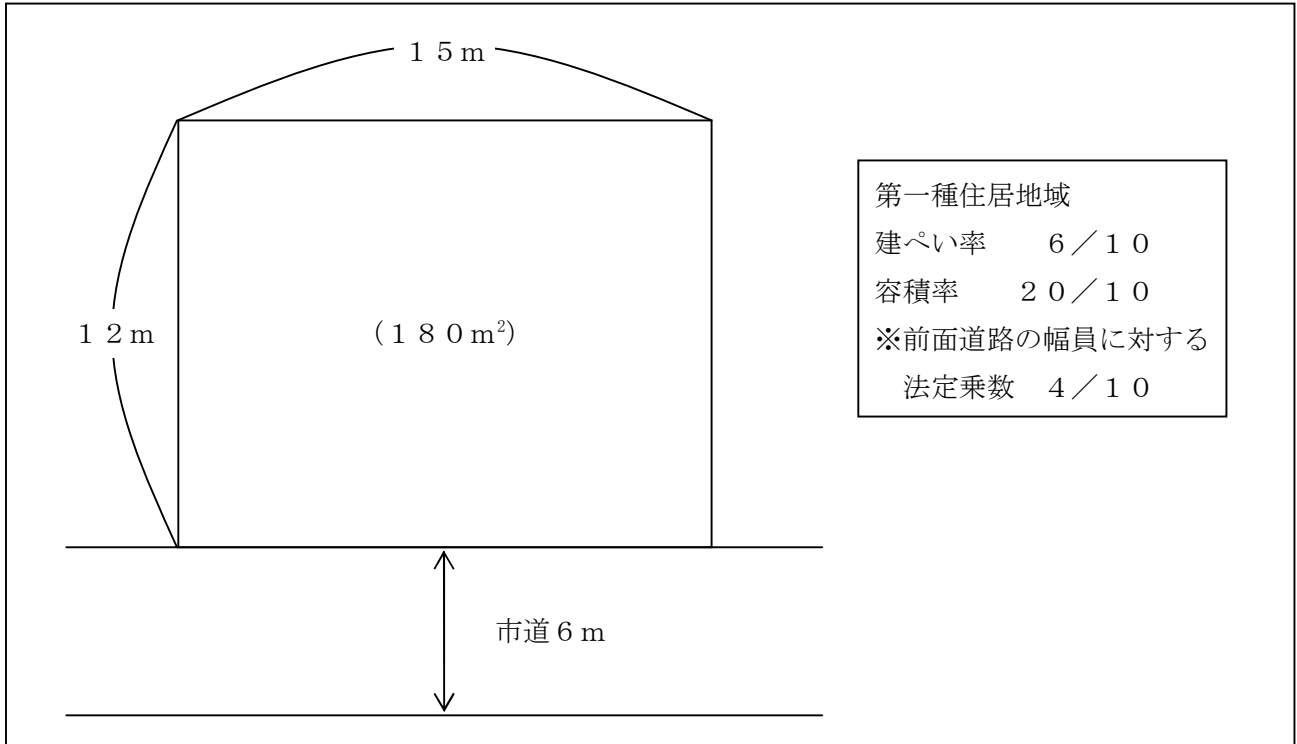 １５ｍ
第一種住居地域
建ぺい率　　６／１０
容積率　　２０／１０
※前面道路の幅員に対する
法定乗数　４／１０
１２ｍ
（１８０㎡）
市道６ｍ